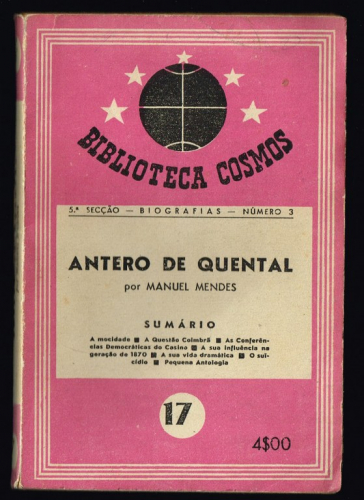 BIBLIOTECA COSMOS
5.ª SECÇÃO — BIOGRAFIAS — NÚMERO 3
ANTERO DE QUENTAL
por MANUEL MENDES
SUMÁRIO
A mocidade ■ A Questão Coimbrã ■ As Conferên-
cias Democráticas do Casino ■ A sua influência na
geração de 1870 ■ A sua vida dramática ■ O sui-
cídio ■ Pequena Antologia
17
4$00